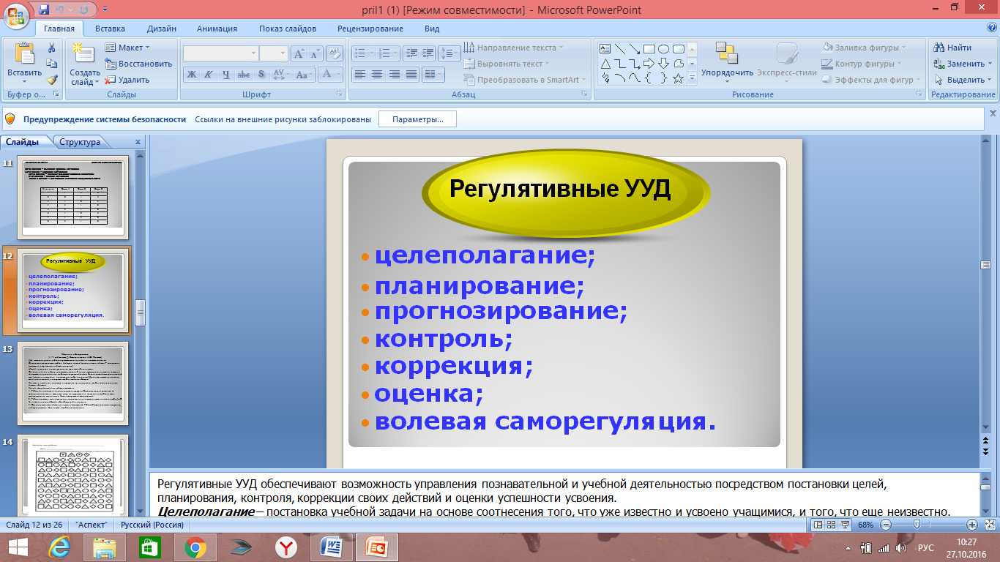 pril1 (1) [Режим совместимости] - Microsoft PowerPoint
Главная Вставка Дизайн Анимация Показ слайдов Рецензирование Вид
Вставить
Буфер о...
Создать слайд
Макет
Восстановить
Удалить
Слайды
Ж К Ч abc S AV Aa A
Шрифт
Направление текста
Выровнять текст
Преобразовать в SmartArt
Абзац
Упорядочить
Экспресс-стили
Заливка фигуры
Контур фигуры
Эффекты для фигур
Рисование
Найти
Заменить
Выделить
Редактирование
Предупреждение системы безопасности Ссылки на внешние рисунки заблокированы Параметры...
Слайды Структура x
11
12
Регулятивные УУД
целеполагание;
планирование;
прогнозирование;
контроль;
коррекция;
оценка;
волевая саморегуляция.
13
14
Регулятивные УУД
• целеполагание;
• планирование;
• прогнозирование;
• контроль;
• коррекция;
• оценка;
• волевая саморегуляция.
Регулятивные УУД обеспечивают возможность управления познавательной и учебной деятельностью посредством постановки целей,
планирования, контроля, коррекции своих действий и оценки успешности усвоения.
Целеполагание – постановка учебной задачи на основе соотнесения того, что уже известно и усвоено учащимися, и того, что еще неизвестно.
Слайд 12 из 26 "Аспект" Русский (Россия) 68%
РУС
10:27
27.10.2016